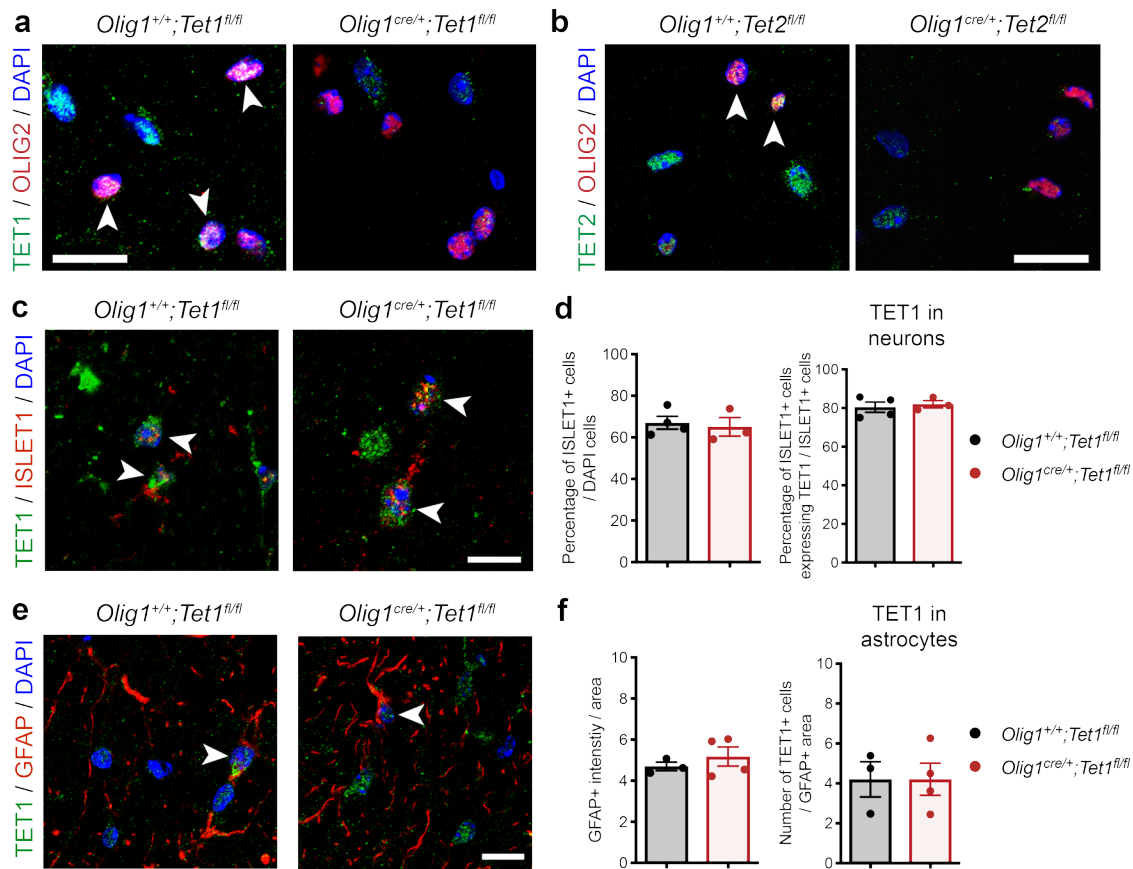 a
Olig1+/+;Tet1fl/fl
Olig1cre/+;Tet1fl/fl
TET1 / OLIG2 / DAPI
b
Olig1+/+;Tet2fl/fl
Olig1cre/+;Tet2fl/fl
TET2 / OLIG2 / DAPI
c
Olig1+/+;Tet1fl/fl
Olig1cre/+;Tet1fl/fl
TET1 / ISLET1 / DAPI
d
TET1 in
neurons
Percentage of ISLET1+ cells
/ DAPI cells
100
80
60
40
20
0
Percentage of ISLET1+ cells
expressing TET1 / ISLET1+ cells
100
80
60
40
20
0
Olig1+/+;Tet1fl/fl
Olig1cre/+;Tet1fl/fl
e
Olig1+/+;Tet1fl/fl
Olig1cre/+;Tet1fl/fl
TET1 / GFAP / DAPI
f
TET1 in
astrocytes
GFAP+ intenstiy / area
10
8
6
4
2
0
Number of TET1+ cells
/ GFAP+ area
10
8
6
4
2
0
Olig1+/+;Tet1fl/fl
Olig1cre/+;Tet1fl/fl